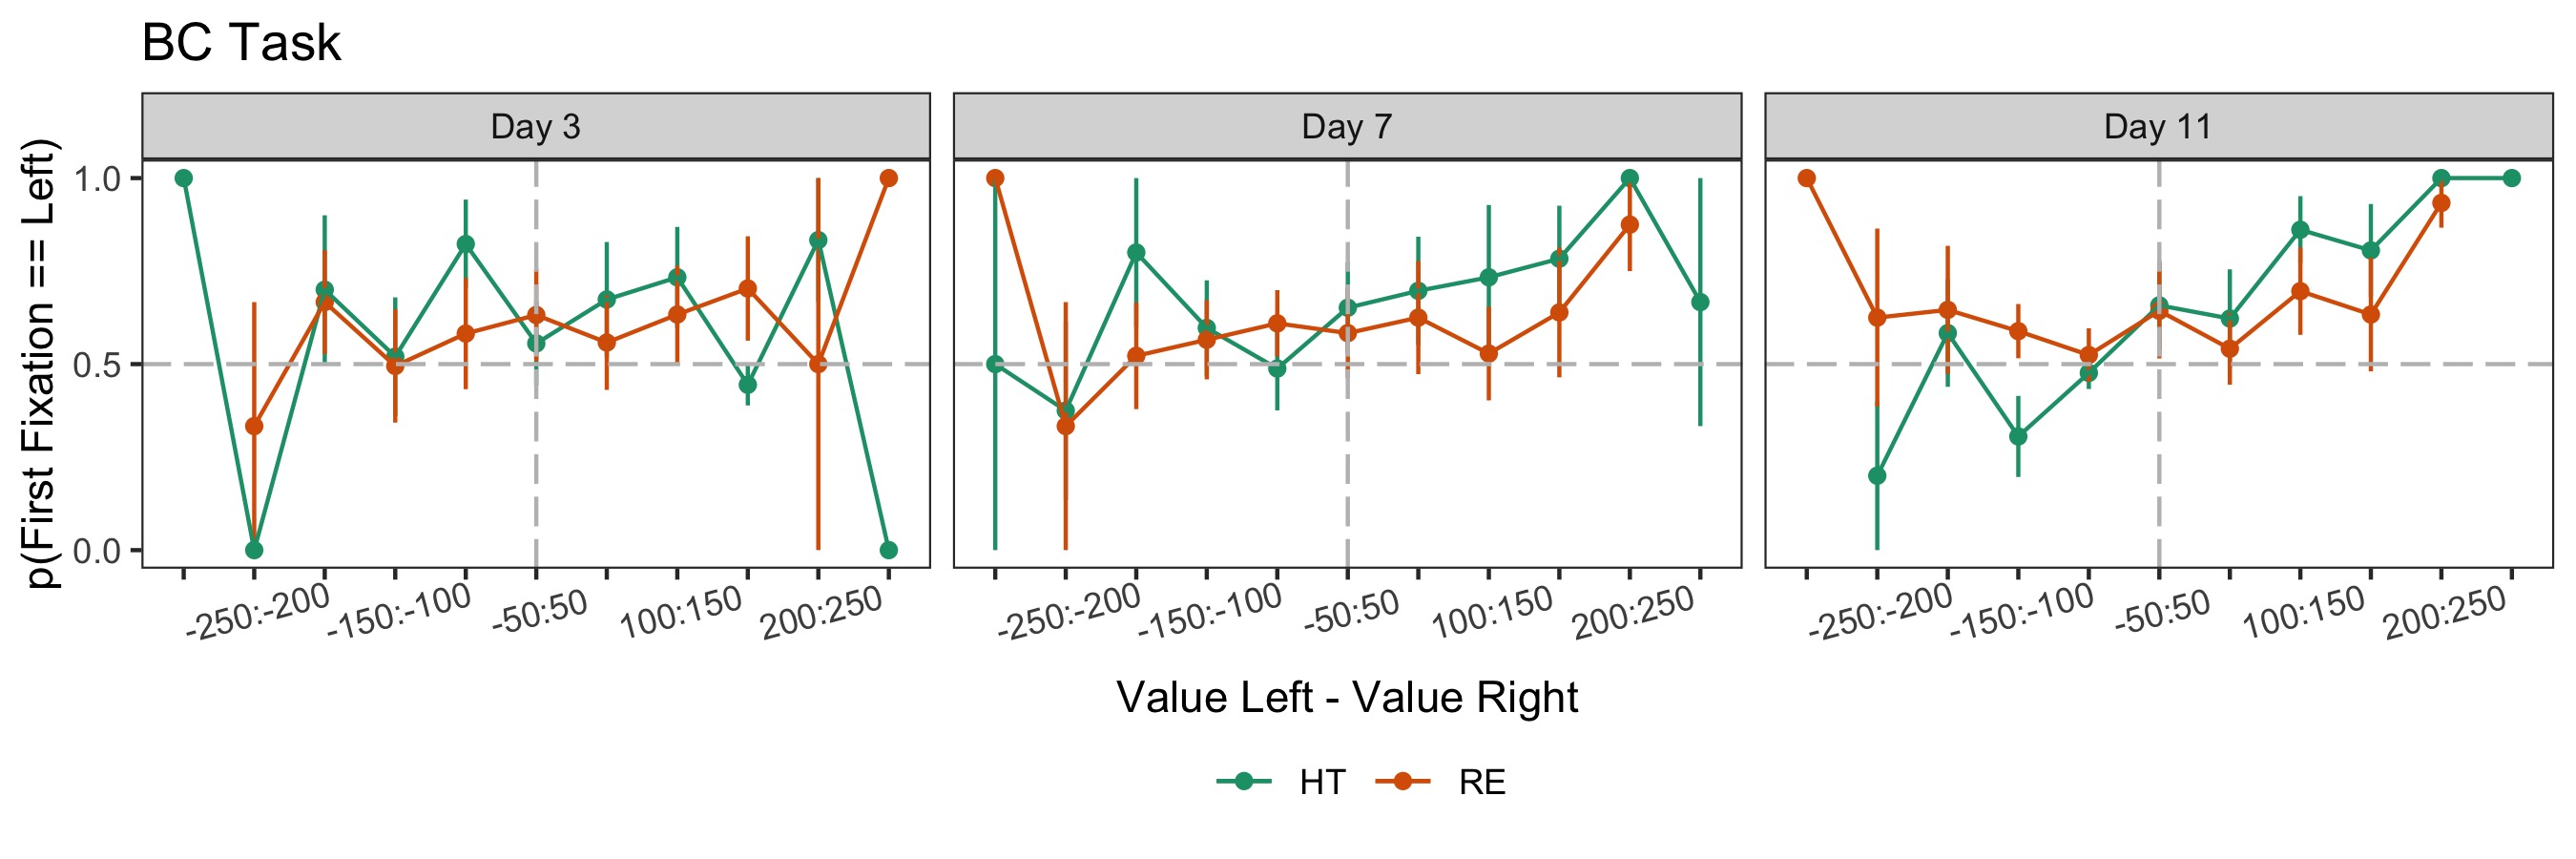 BC Task
Day 3 Day 7 Day 11
p(First Fixation == Left)
1.0
0.5
0.0
-250:-200 -150:-100 -50:50 100:150 200:250 -250:-200 -150:-100 -50:50 100:150 200:250 -250:-200 -150:-100 -50:50 100:150 200:250
Value Left - Value Right
HT RE